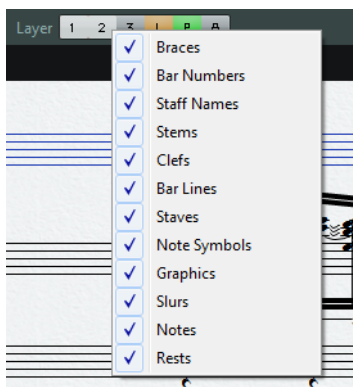 Layer 1 2 3 L P A
Braces
Bar Numbers
Staff Names
Stems
Clefs
Bar Lines
Staves
Note Symbols
Graphics
Slurs
Notes
Rests